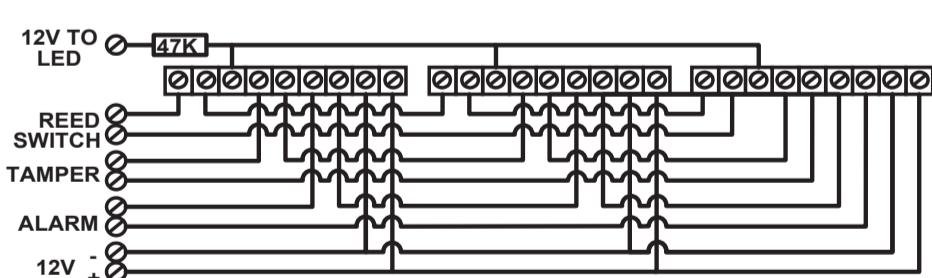 12V TO
LED
47K
REED
SWITCH
TAMPER
ALARM
-
12V
+